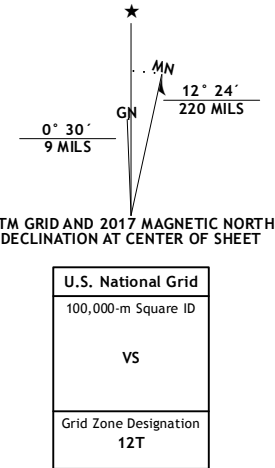 ★
MN
GN
12° 24´
220 MILS
0° 30´
9 MILS
TM GRID AND 2017 MAGNETIC NORTH
DECLINATION AT CENTER OF SHEET
U.S. National Grid
100,000-m Square ID
VS
Grid Zone Designation
12T